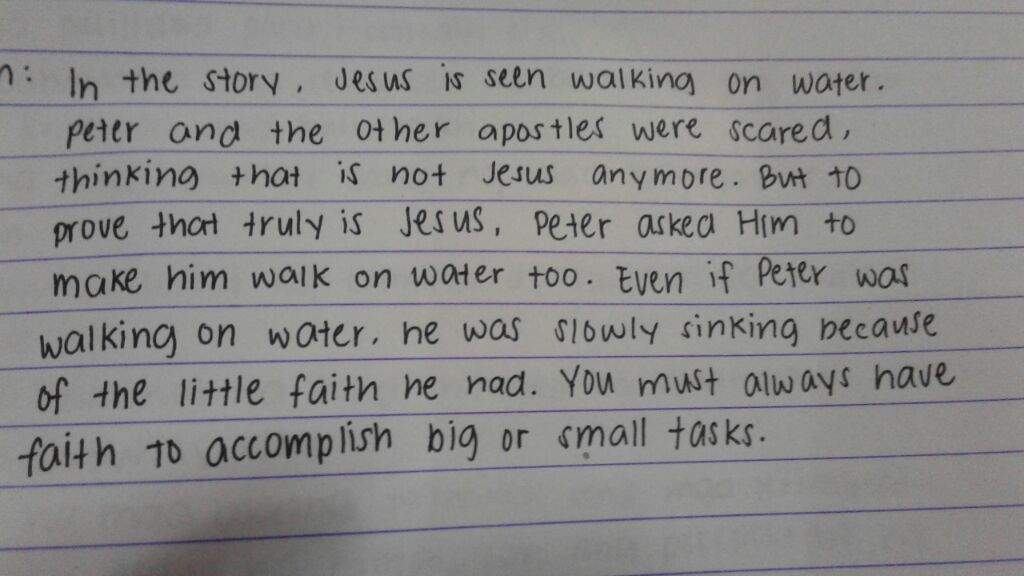 n: In the story, Jesus is seen walking on water.
Peter and the other apostles were scared,
thinking that is not Jesus anymore. But to
prove that truly is Jesus, Peter asked Him to
make him walk on water too. Even if Peter was
walking on water, he was slowly sinking because
of the little faith he had. You must always have
faith to accomplish big or small tasks.